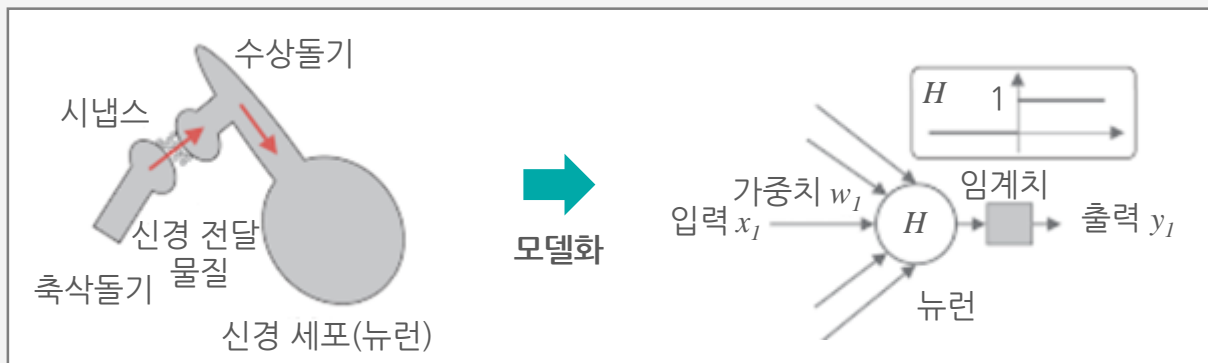 수상돌기
시냅스
신경 전달
물질
축삭돌기
신경 세포(뉴런)
모델화
H 1
가중치 w1
임계치
입력 x1
H
출력 y1
뉴런